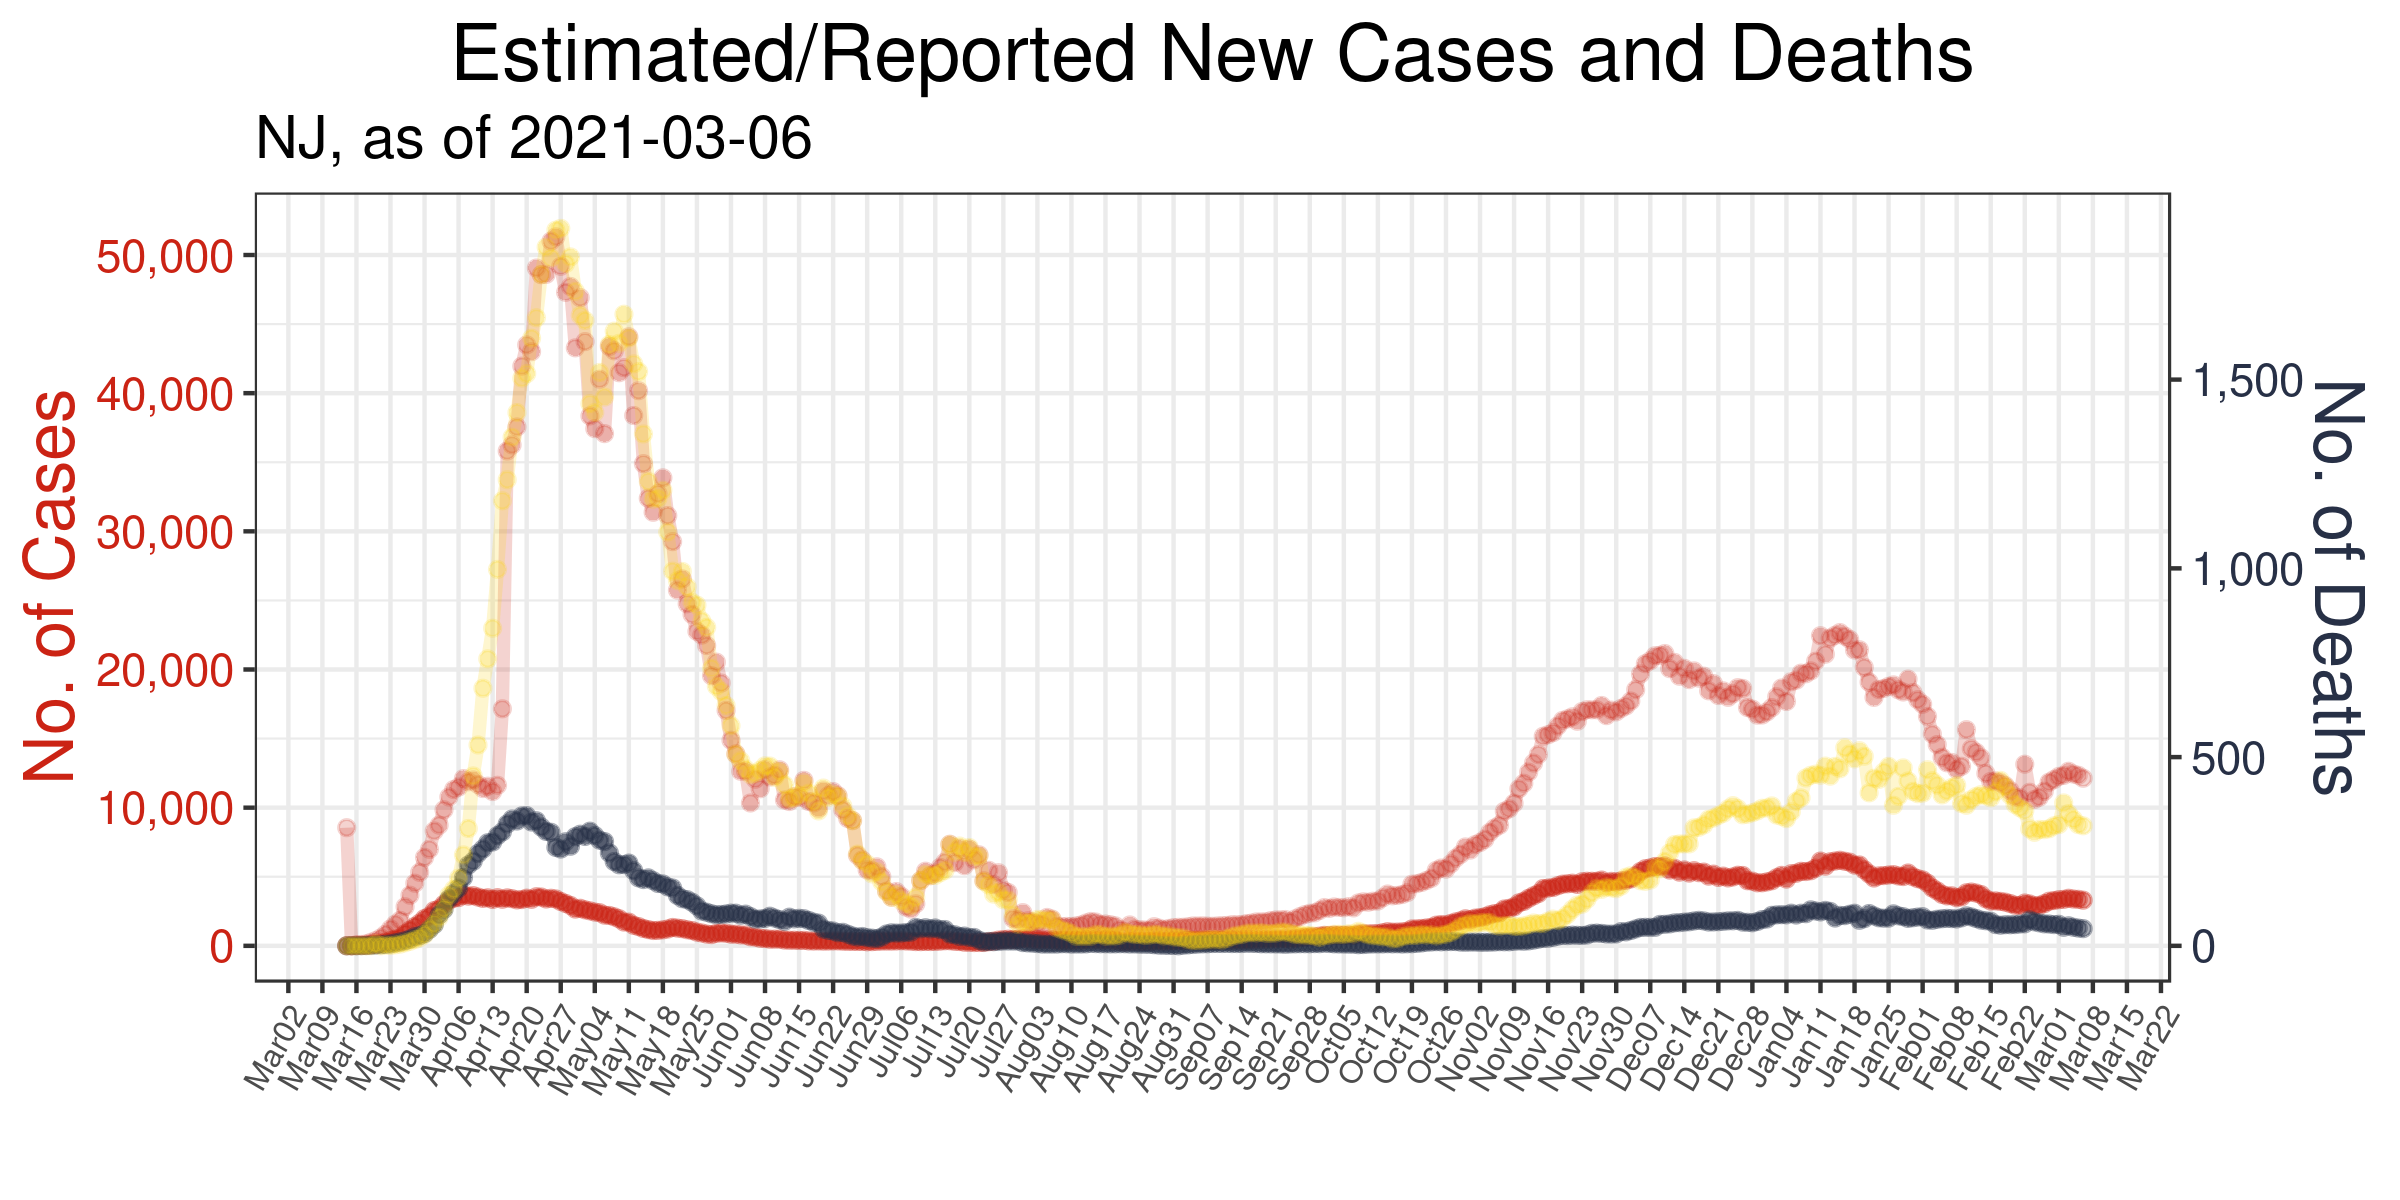 Estimated/Reported New Cases and Deaths
NJ, as of 2021-03-06
No. of Cases
50,000
40,000
30,000
20,000
10,000
0
1,500
1,000
500
0
No. of Deaths
Mar02
Mar09
Mar16
Mar23
Mar30
Apr06
Apr13
Apr20
Apr27
May04
May11
May18
May25
Jun01
Jun08
Jun15
Jun22
Jun29
Jul06
Jul13
Jul20
Jul27
Aug03
Aug10
Aug17
Aug24
Aug31
Sep07
Sep14
Sep21
Sep28
Oct05
Oct12
Oct19
Oct26
Nov02
Nov09
Nov16
Nov23
Nov30
Dec07
Dec14
Dec21
Dec28
Jan04
Jan11
Jan18
Jan25
Feb01
Feb08
Feb15
Feb22
Mar01
Mar08
Mar15
Mar22